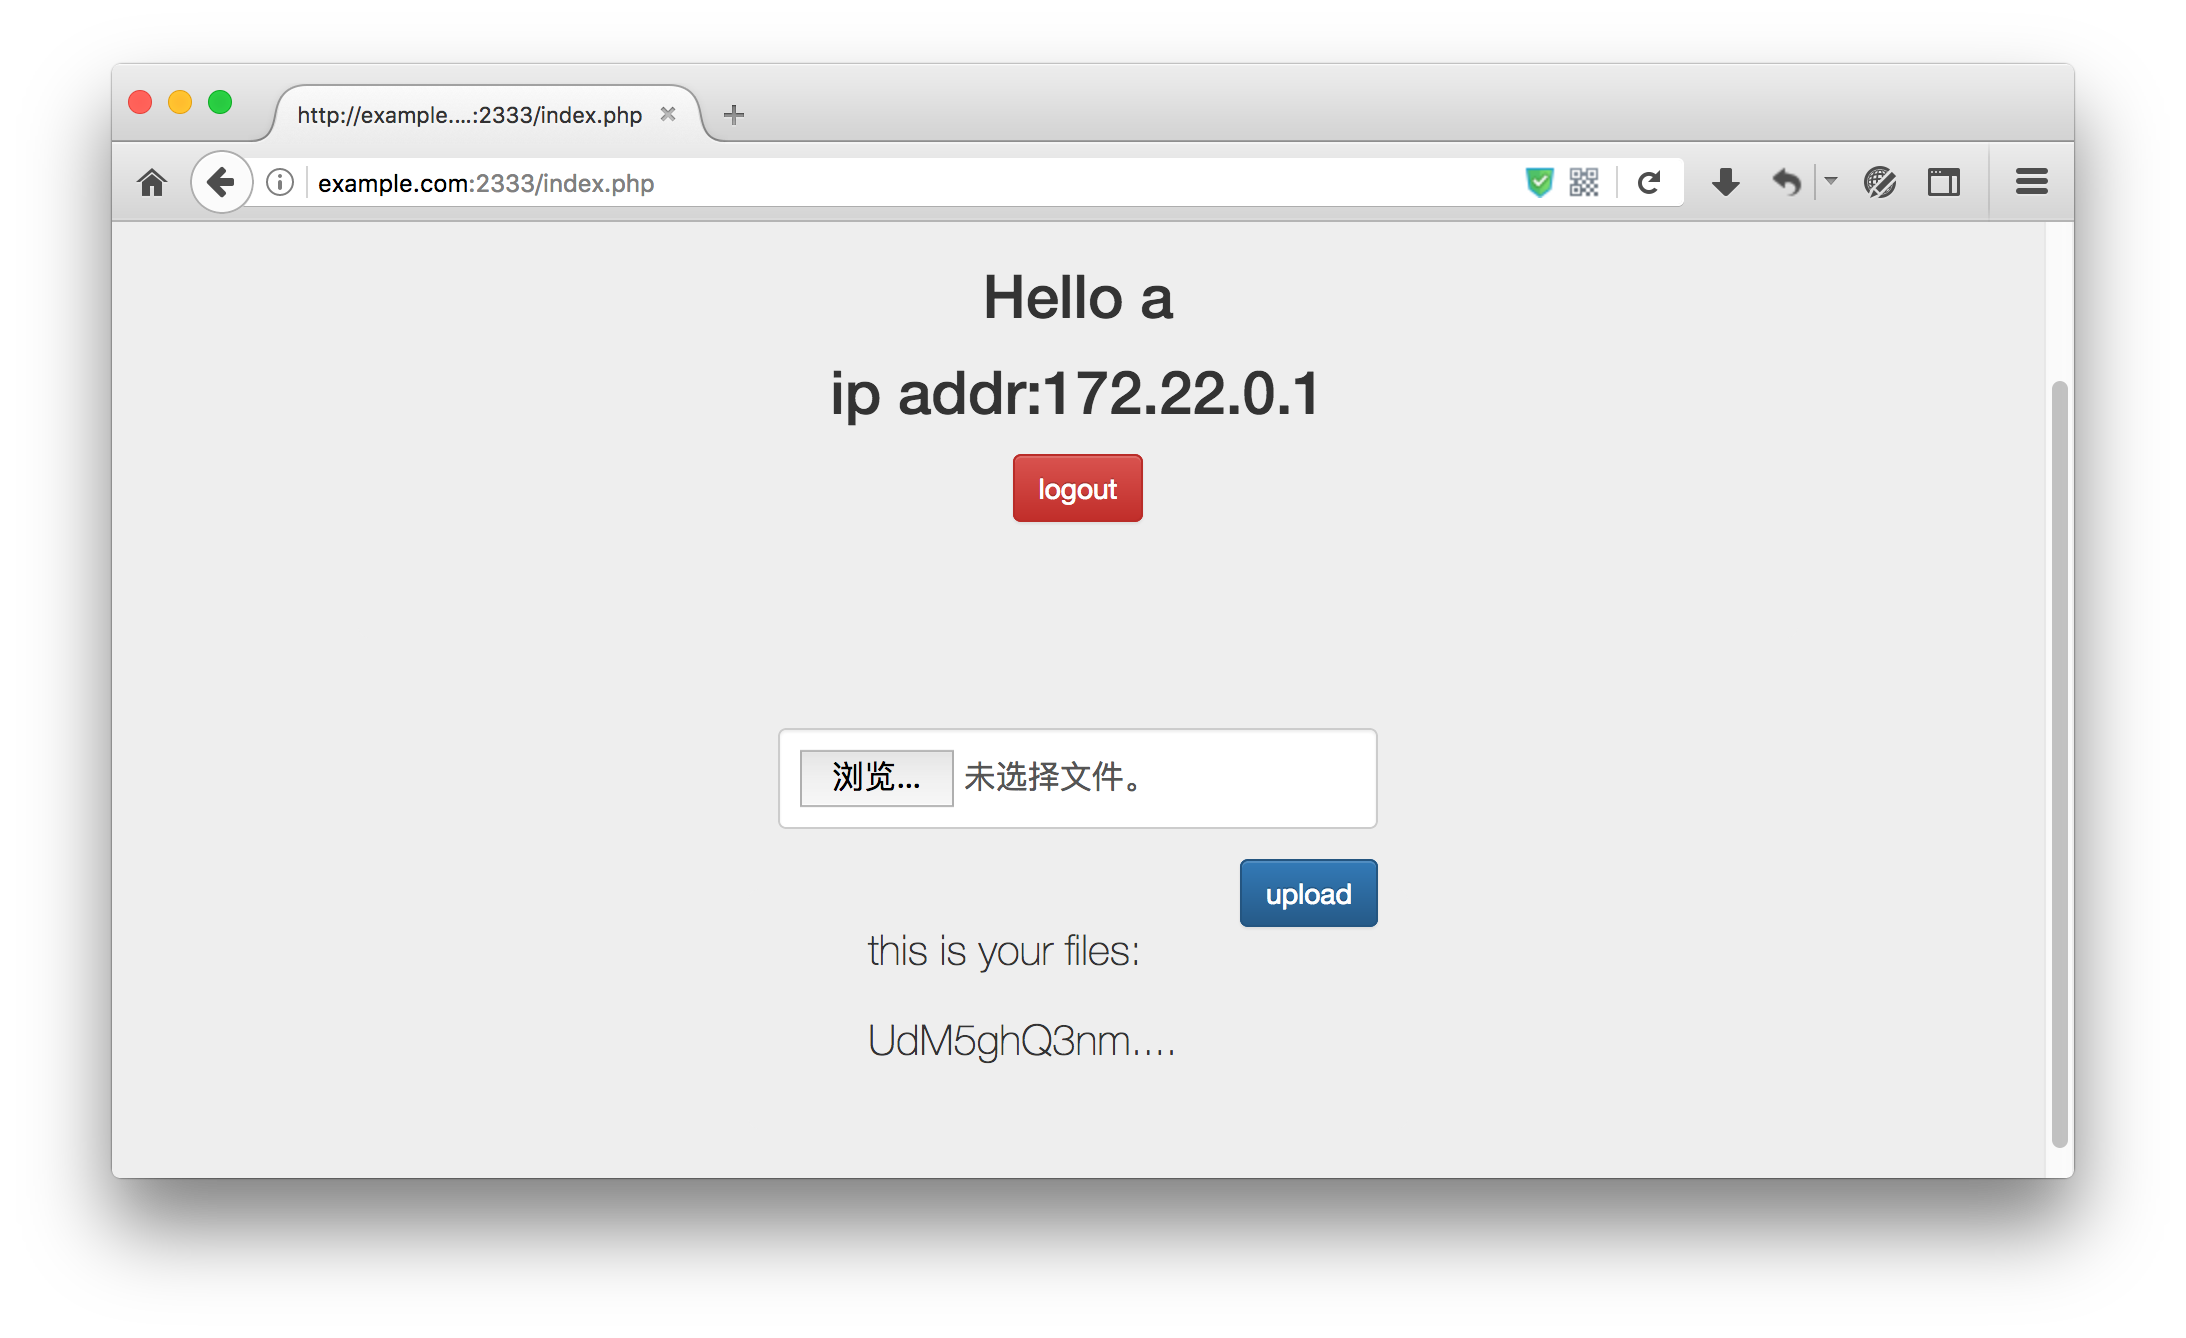 http://example....:2333/index.php
example.com:2333/index.php
Hello a
ip addr:172.22.0.1
logout
浏览... 未选择文件。
upload
this is your files:
UdM5ghQ3nm....